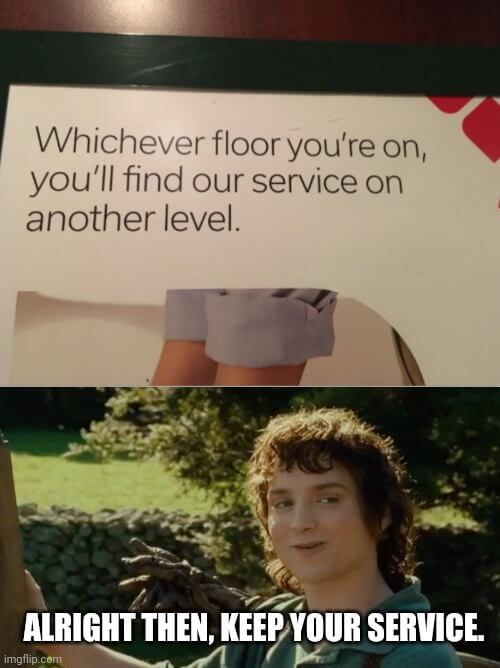 Whichever floor you're on,
you'll find our service on
another level.
ALRIGHT THEN, KEEP YOUR SERVICE.
imgflip.com